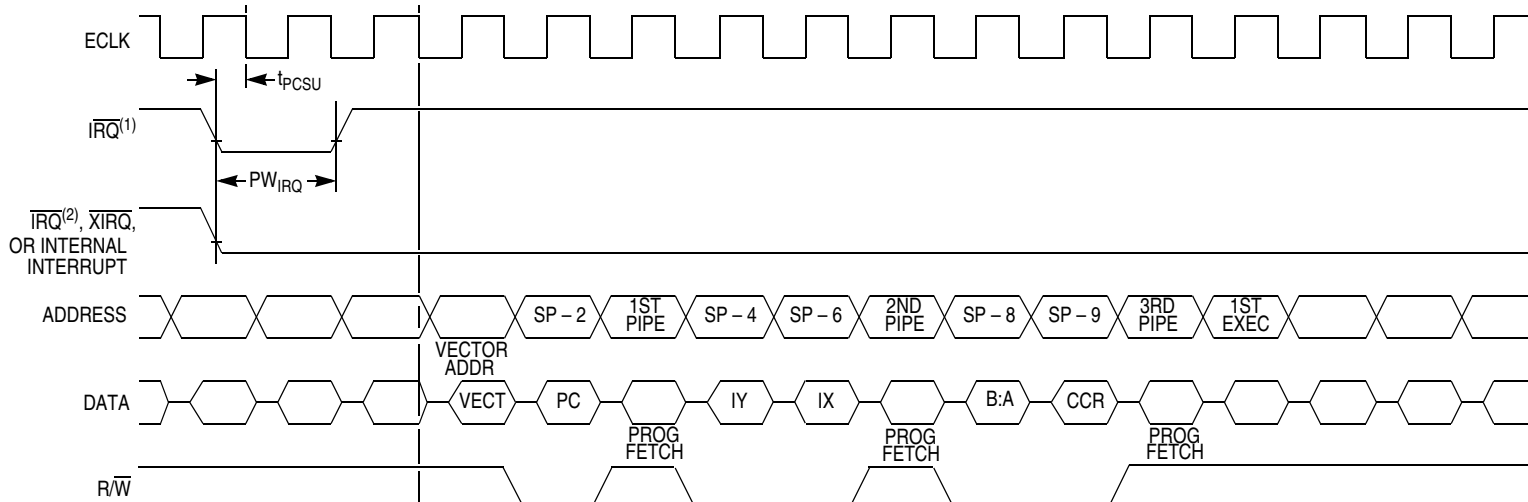 ECLK
tPCSU
IRQ(1)
PWIRQ
IRQ(2), XIRQ,
OR INTERNAL
INTERRUPT
ADDRESS
SP – 2
1ST
PIPE
SP – 4
SP – 6
2ND
PIPE
SP – 8
SP – 9
3RD
PIPE
1ST
EXEC
VECTOR
ADDR
DATA
VECT
PC
IY
IX
B:A
CCR
PROG
FETCH
PROG
FETCH
PROG
FETCH
R/W